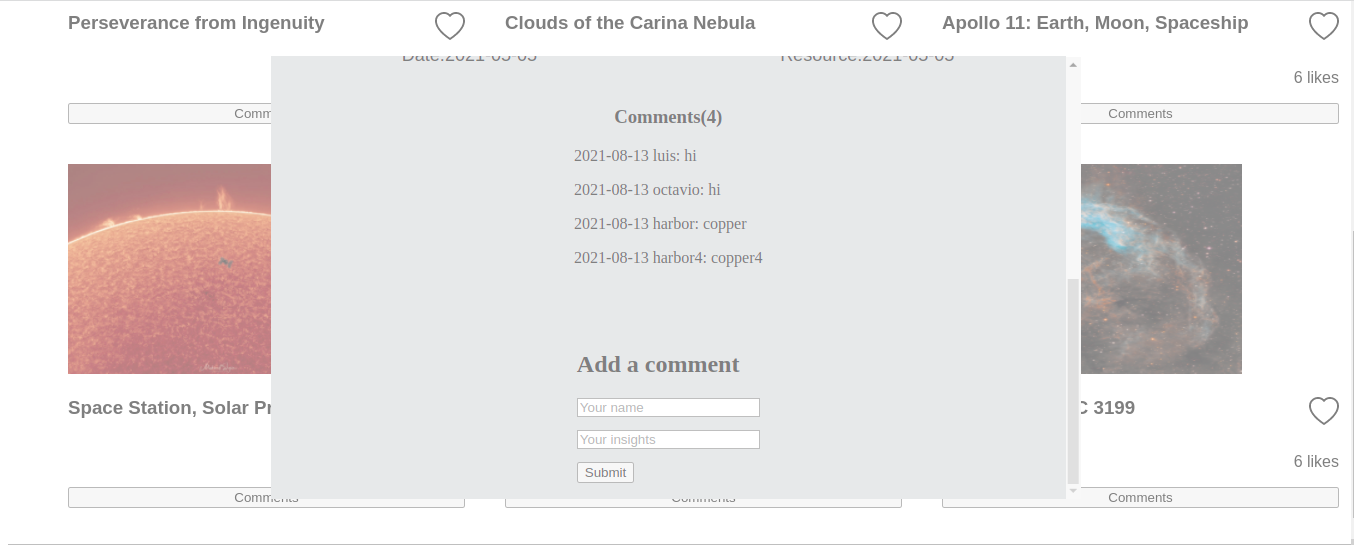 Perseverance from Ingenuity
Clouds of the Carina Nebula
Apollo 11: Earth, Moon, Spaceship
Date:2021-05-05
Resource:2021-05-05
6 likes
Comm
Comments
Comments(4)
2021-08-13 luis: hi
2021-08-13 octavio: hi
2021-08-13 harbor: copper
2021-08-13 harbor4: copper4
Add a comment
Your name
Your insights
Submit
Space Station, Solar Pr
C 3199
6 likes
Comments
Comments
Comments